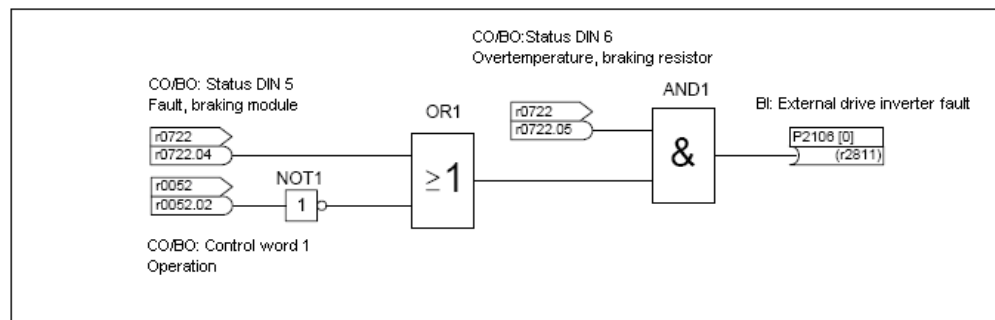 CO/BO:Status DIN 6
Overtemperature, braking resistor
CO/BO: Status DIN 5
Fault, braking module
AND1
OR1
BI: External drive inverter fault
r0722
r0722.05
r0722
r0722.04
P2106 [0]
(r2811)
&
≥1
r0052
r0052.02
NOT1
1
CO/BO: Control word 1
Operation